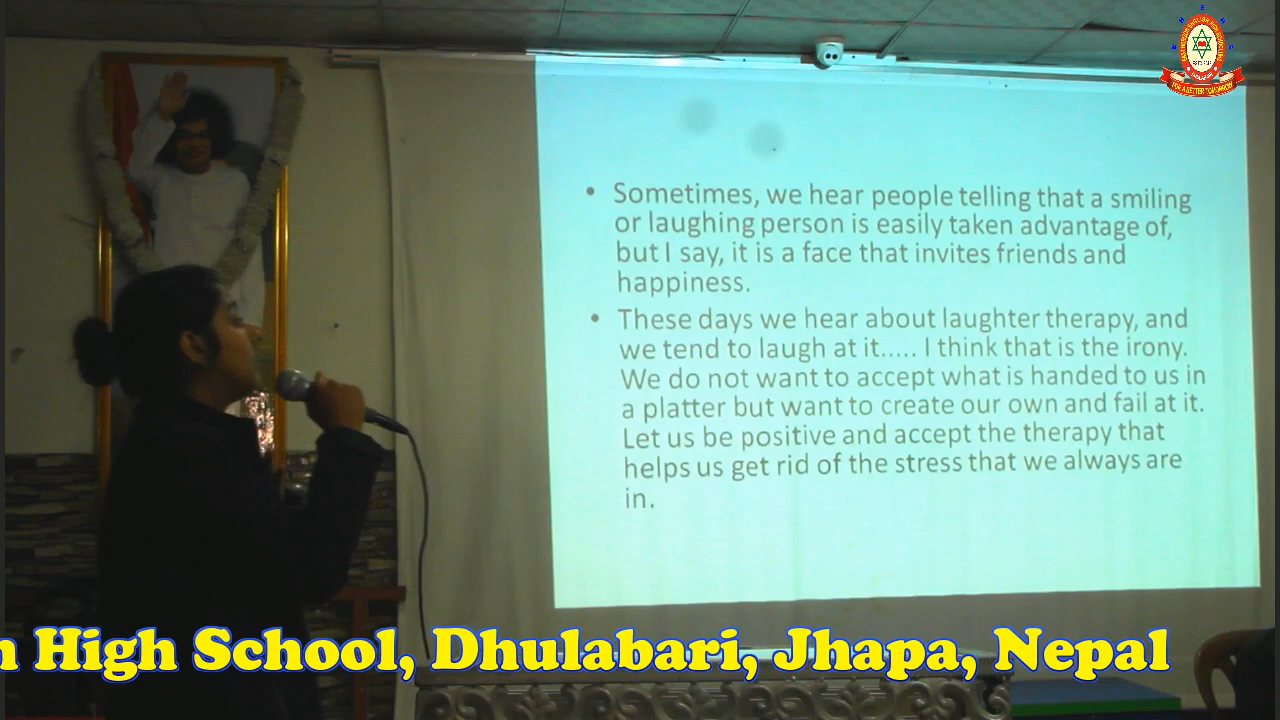 • Sometimes, we hear people telling that a smiling
or laughing person is easily taken advantage of,
but I say, it is a face that invites friends and
happiness.
• These days we hear about laughter therapy, and
we tend to laugh at it..... I think that is the irony.
We do not want to accept what is handed to us in
a platter but want to create our own and fail at it.
Let us be positive and accept the therapy that
helps us get rid of the stress that we always are
in.
FOR A BETTER TOMORROW
High School, Dhulabari, Jhapa, Nepal